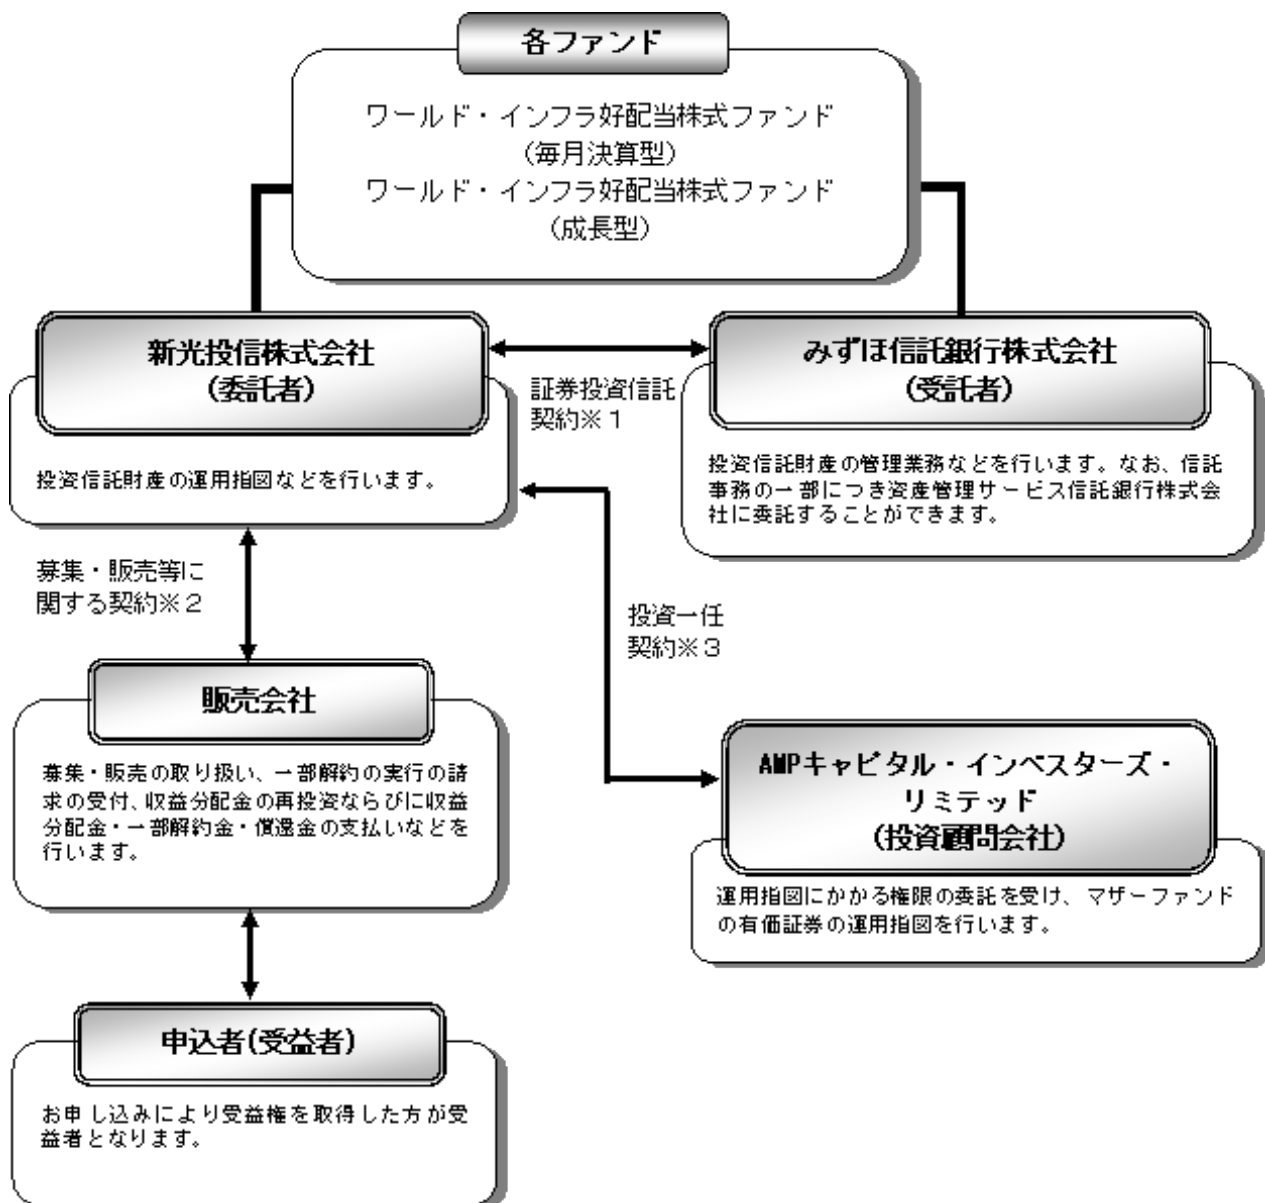 各ファンド
ワールド・インフラ好配当株式ファンド
(毎月決算型)
ワールド・インフラ好配当株式ファンド
(成長型)
新光投信株式会社
(委託者)
投資信託財産の運用指図などを行います。
証券投資信託
契約※1
みずほ信託銀行株式会社
(受託者)
投資信託財産の管理業務などを行います。なお、信託
事務の一部につき資産管理サービス信託銀行株式会
社に委託することができます。
募集・販売等に
関する契約※2
投資一任
契約※3
販売会社
募集・販売の取り扱い、一部解約の実行の請
求の受付、収益分配金の再投資ならびに収益
分配金・一部解約金・償還金の支払いなどを
行います。
AMPキャピタル・インベスターズ・
リミテッド
(投資顧問会社)
運用指図にかかる権限の委託を受け、マザーファンド
の有価証券の運用指図を行います。
申込者(受益者)
お申し込みにより受益権を取得した方が受
益者となります。